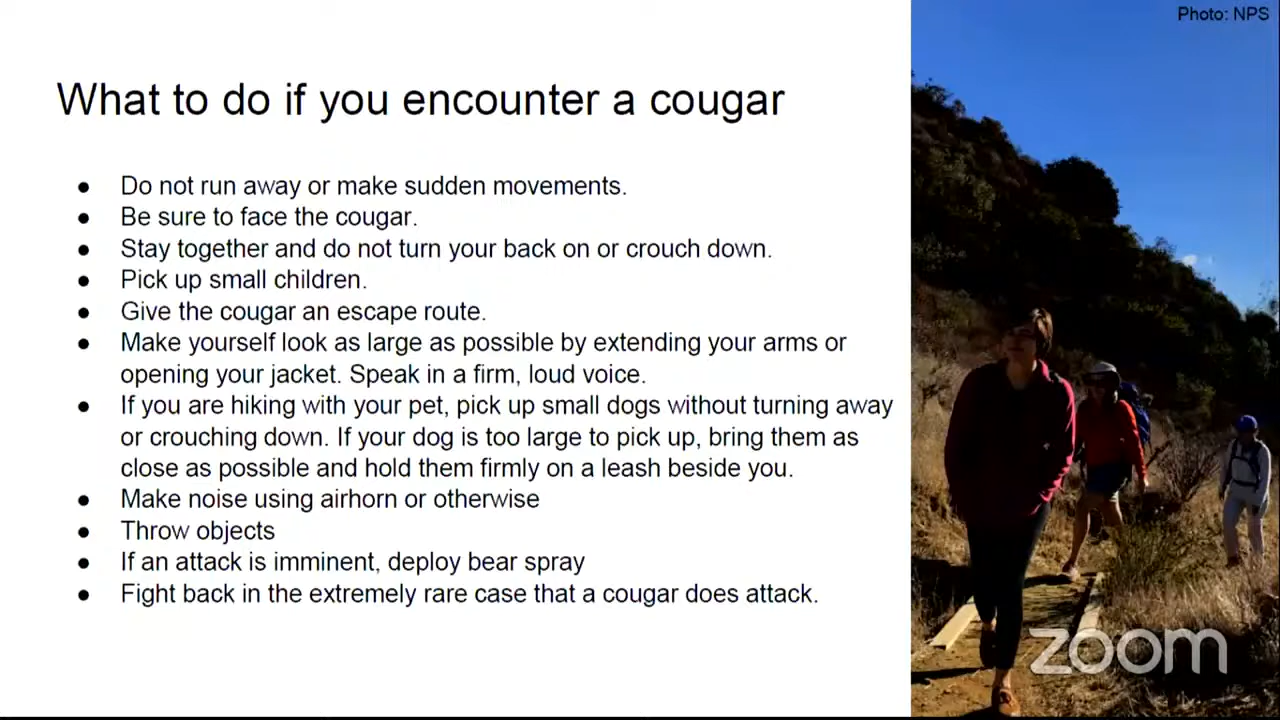 Photo: NPS
What to do if you encounter a cougar
● Do not run away or make sudden movements.
● Be sure to face the cougar.
● Stay together and do not turn your back on or crouch down.
● Pick up small children.
● Give the cougar an escape route.
● Make yourself look as large as possible by extending your arms or
opening your jacket. Speak in a firm, loud voice.
● If you are hiking with your pet, pick up small dogs without turning away
or crouching down. If your dog is too large to pick up, bring them as
close as possible and hold them firmly on a leash beside you.
● Make noise using airhorn or otherwise
● Throw objects
● If an attack is imminent, deploy bear spray
● Fight back in the extremely rare case that a cougar does attack.
zoom